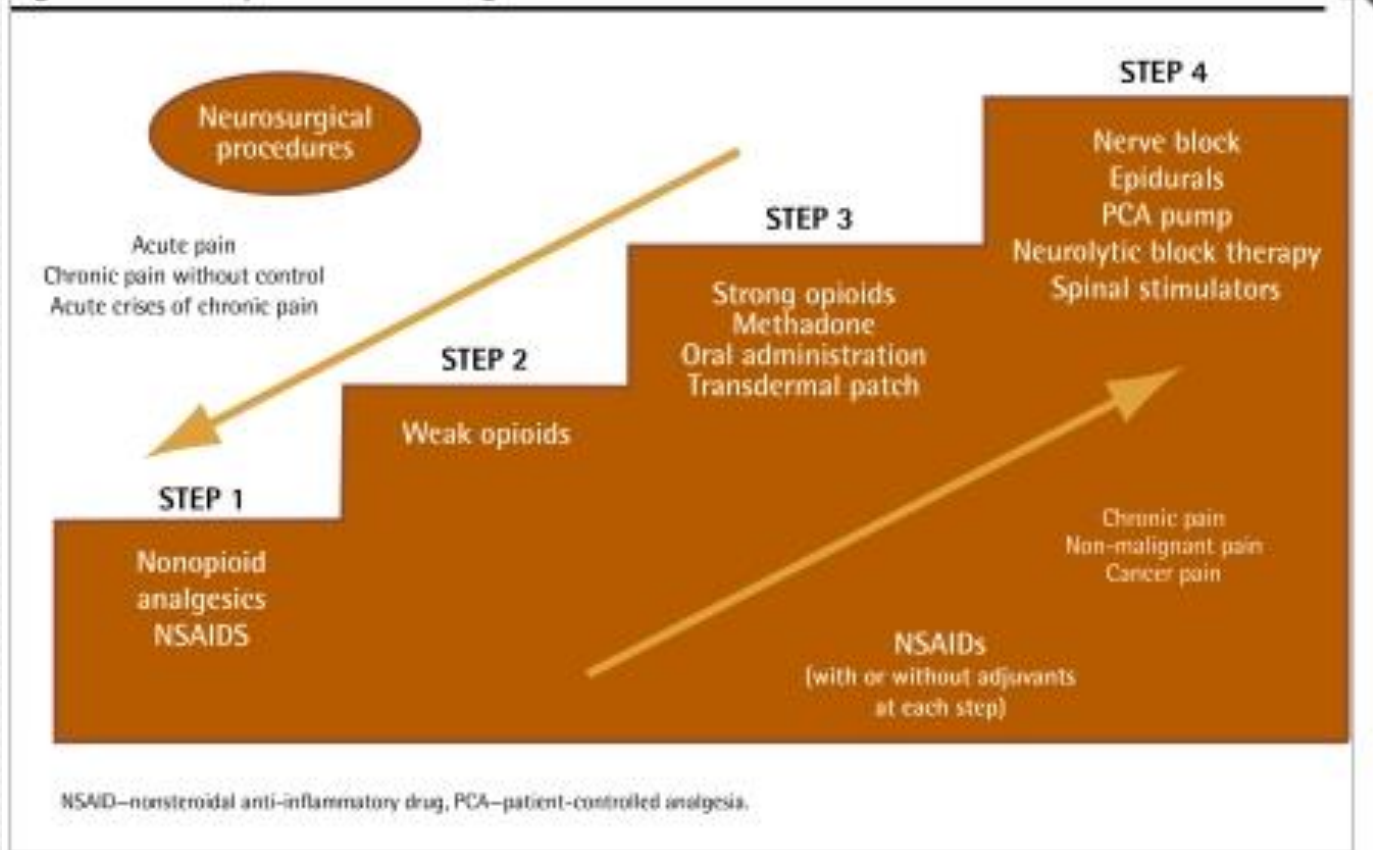 Neurosurgical
procedures
Acute pain
Chronic pain without control
Acute crises of chronic pain
STEP 1
Nonopioid
analgesics
NSAIDS
STEP 2
Weak opioids
STEP 3
Strong opioids
Methadone
Oral administration
Transdermal patch
STEP 4
Nerve block
Epidurals
PCA pump
Neurolytic block therapy
Spinal stimulators
Chronic pain
Non-malignant pain
Cancer pain
NSAIDs
(with or without adjuvants
at each step)
NSAID—nonsteroidal anti-inflammatory drug, PCA—patient-controlled analgesia.